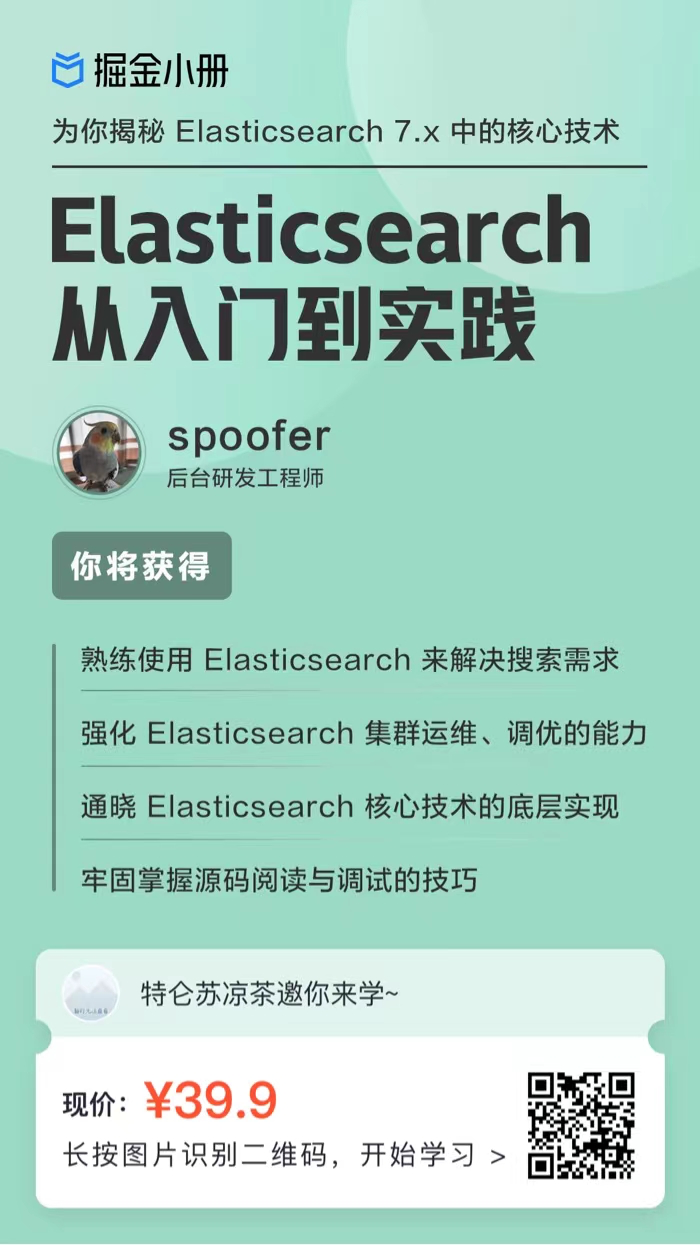 掘金小册
为你揭秘 Elasticsearch 7.x 中的核心技术
Elasticsearch
从入门到实践
spoofer
后台研发工程师
你将获得
熟练使用 Elasticsearch 来解决搜索需求
强化 Elasticsearch 集群运维、调优的能力
通晓 Elasticsearch 核心技术的底层实现
牢固掌握源码阅读与调试的技巧
特仑苏凉茶邀你来学~
现价：¥39.9
长按图片识别二维码，开始学习 >